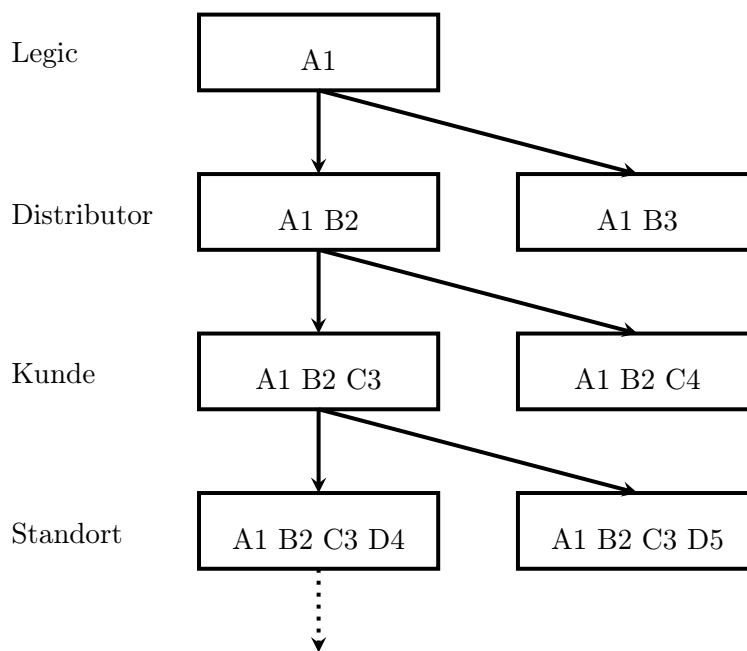 Legic A1
Distributor A1 B2 A1 B3
Kunde A1 B2 C3 A1 B2 C4
Standort A1 B2 C3 D4 A1 B2 C3 D5